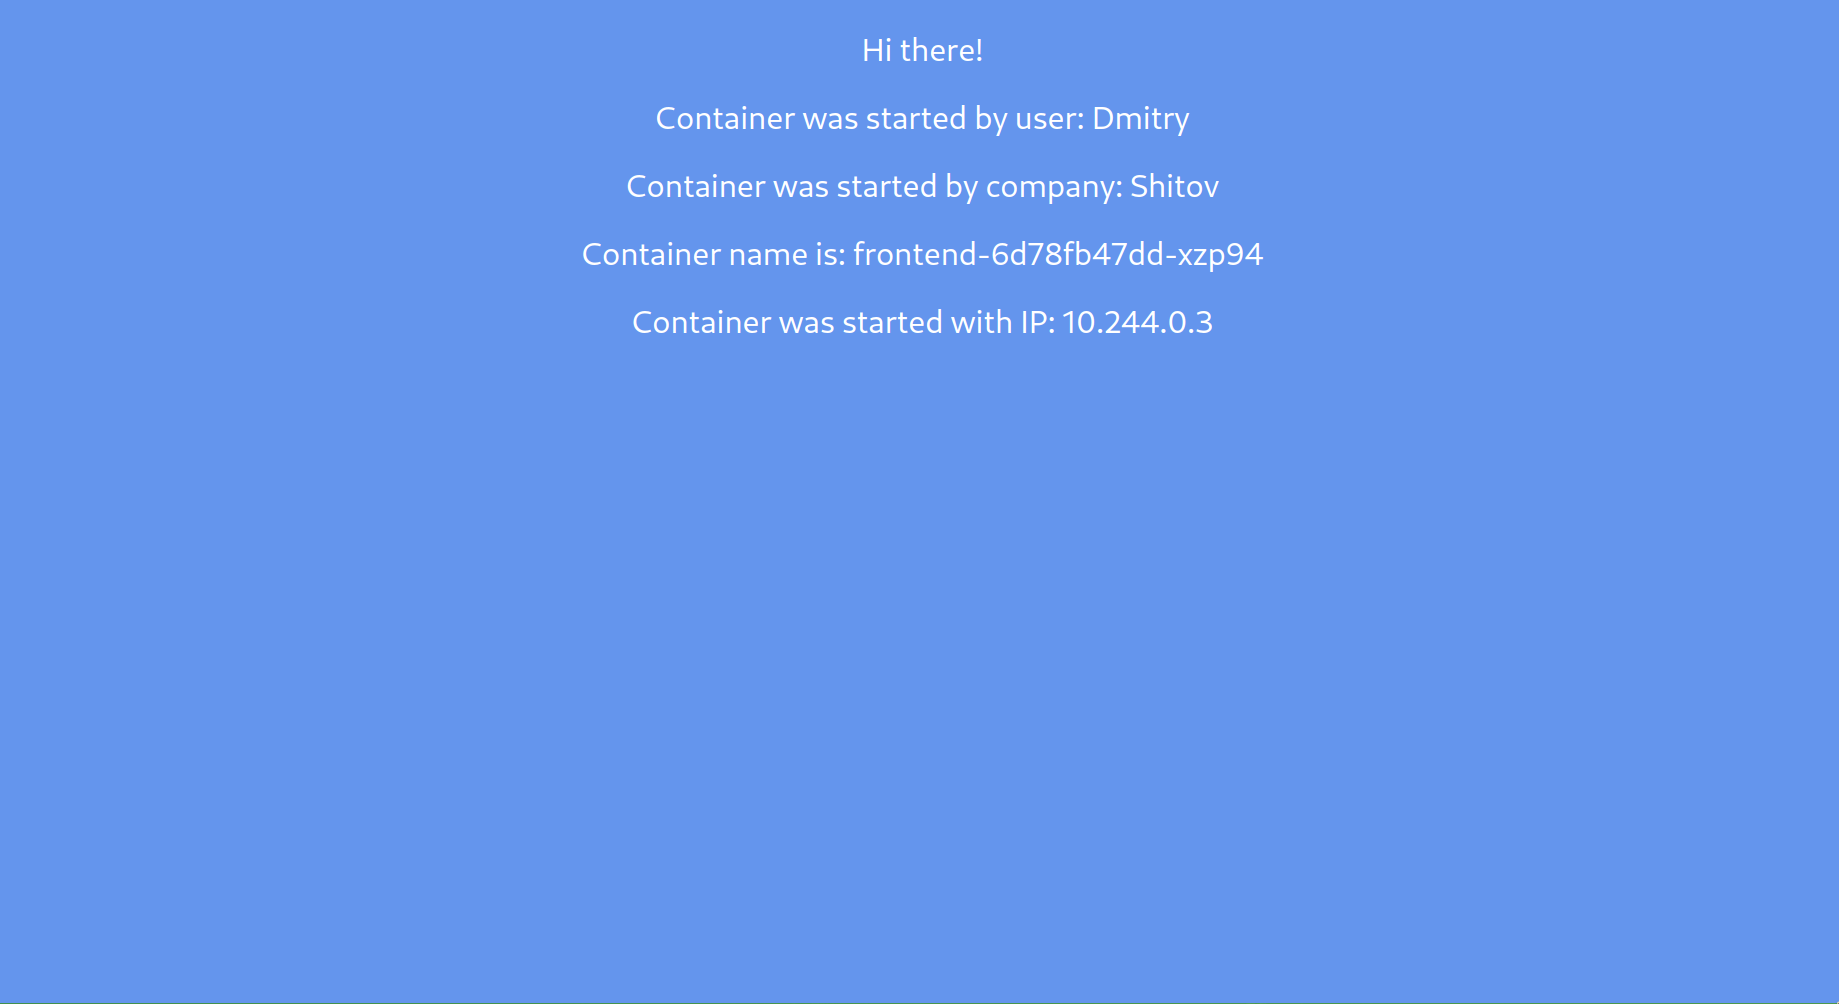 Hi there!
Container was started by user: Dmitry
Container was started by company: Shitov
Container name is: frontend-6d78fb47dd-xzp94
Container was started with IP: 10.244.0.3